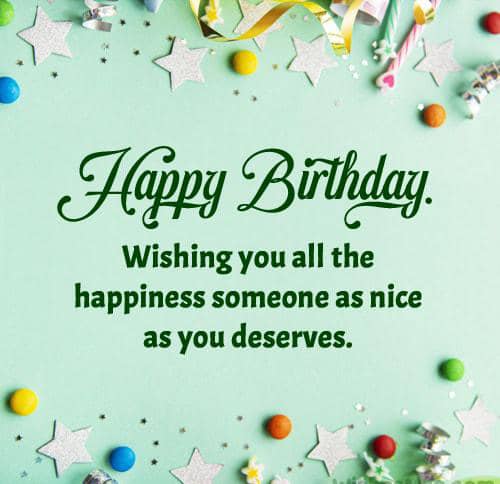 Happy Birthday.
Wishing you all the
happiness someone as nice
as you deserves.